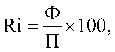 Ri = Ф/П × 100,